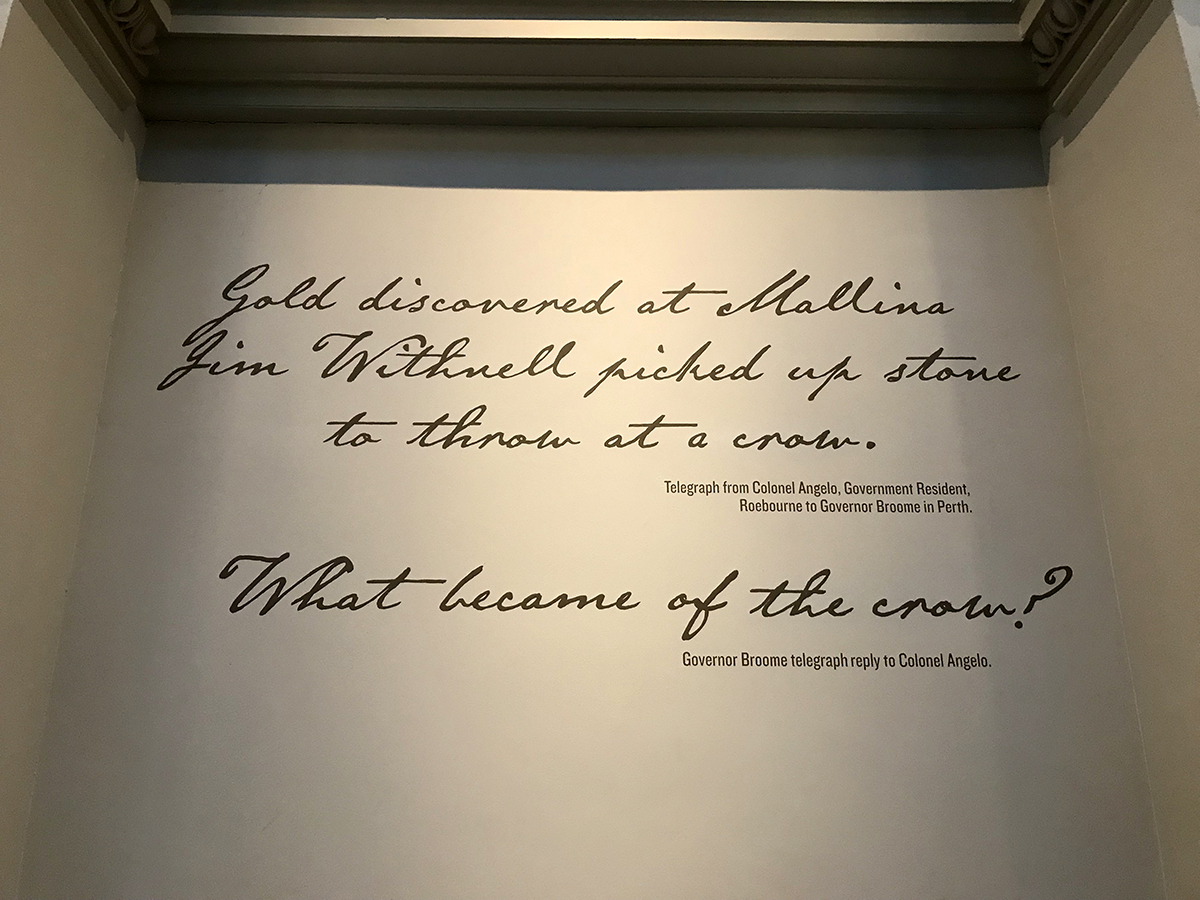 Gold discovered at Mallina
Jim Withnell picked up stone
to throw at a crow.
Telegraph from Colonel Angelo, Government Resident,
Roebourne to Governor Broome in Perth.
What became of the crow?
Governor Broome telegraph reply to Colonel Angelo.